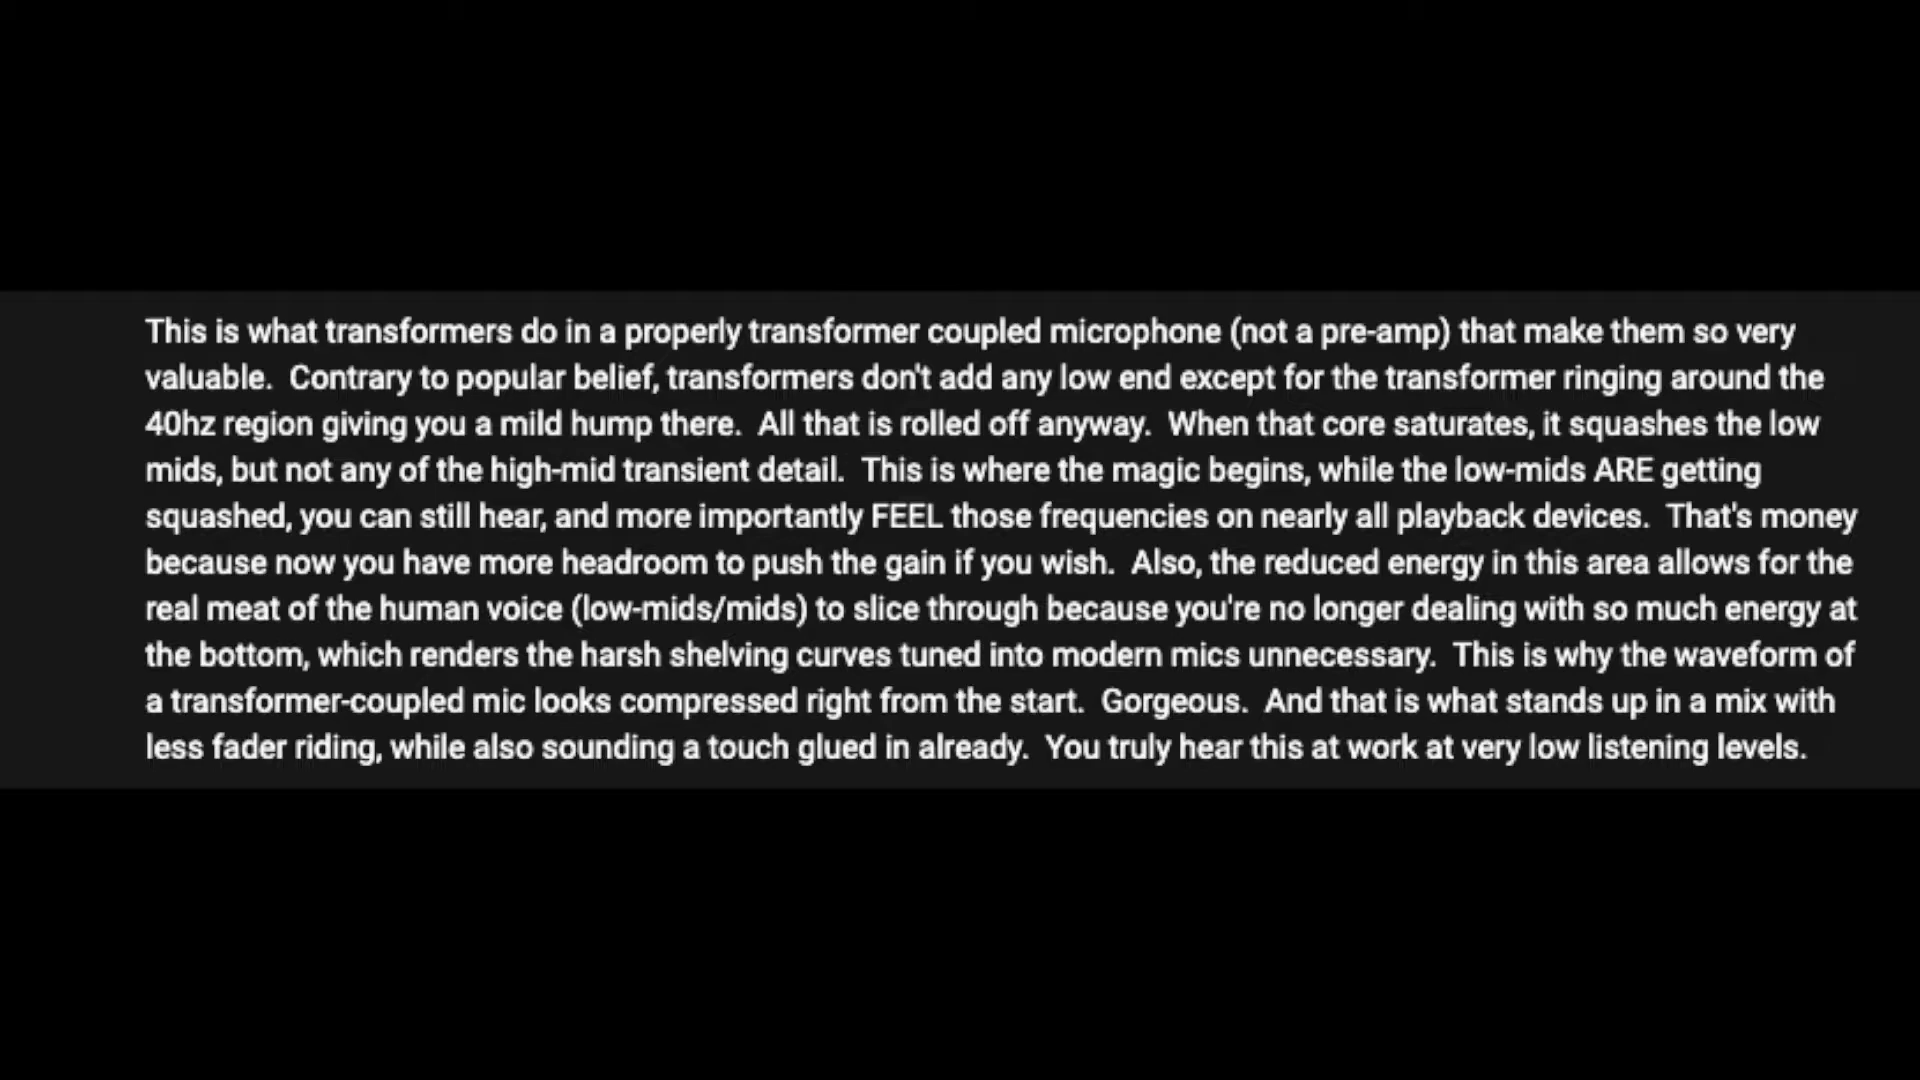 This is what transformers do in a properly transformer coupled microphone (not a pre-amp) that make them so very
valuable.  Contrary to popular belief, transformers don't add any low end except for the transformer ringing around the
40hz region giving you a mild hump there.  All that is rolled off anyway.  When that core saturates, it squashes the low
mids, but not any of the high-mid transient detail.  This is where the magic begins, while the low-mids ARE getting
squashed, you can still hear, and more importantly FEEL those frequencies on nearly all playback devices.  That's money
because now you have more headroom to push the gain if you wish.  Also, the reduced energy in this area allows for the
real meat of the human voice (low-mids/mids) to slice through because you're no longer dealing with so much energy at
the bottom, which renders the harsh shelving curves tuned into modern mics unnecessary.  This is why the waveform of
a transformer-coupled mic looks compressed right from the start.  Gorgeous.  And that is what stands up in a mix with
less fader riding, while also sounding a touch glued in already.  You truly hear this at work at very low listening levels.